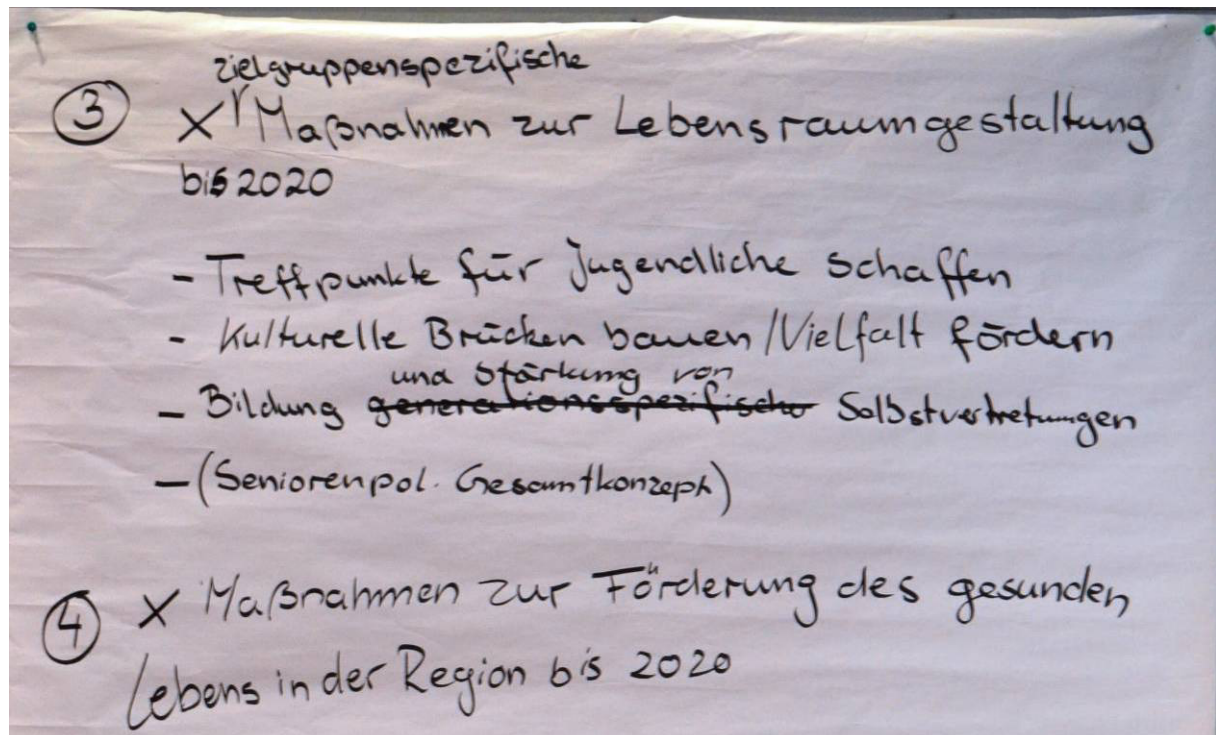 zielgruppenspezifische
③ X Maßnahmen zur Lebensraumgestaltung
bis 2020
- Treffpunkte für Jugendliche schaffen
- Kulturelle Brücken bauen / Vielfalt fördern
und Stärkung von
- Bildung generationsspezifische Selbstvertretungen
- (Seniorenpol. Gesamtkonzept)
④ X Maßnahmen zur Förderung des gesunden
Lebens in der Region bis 2020